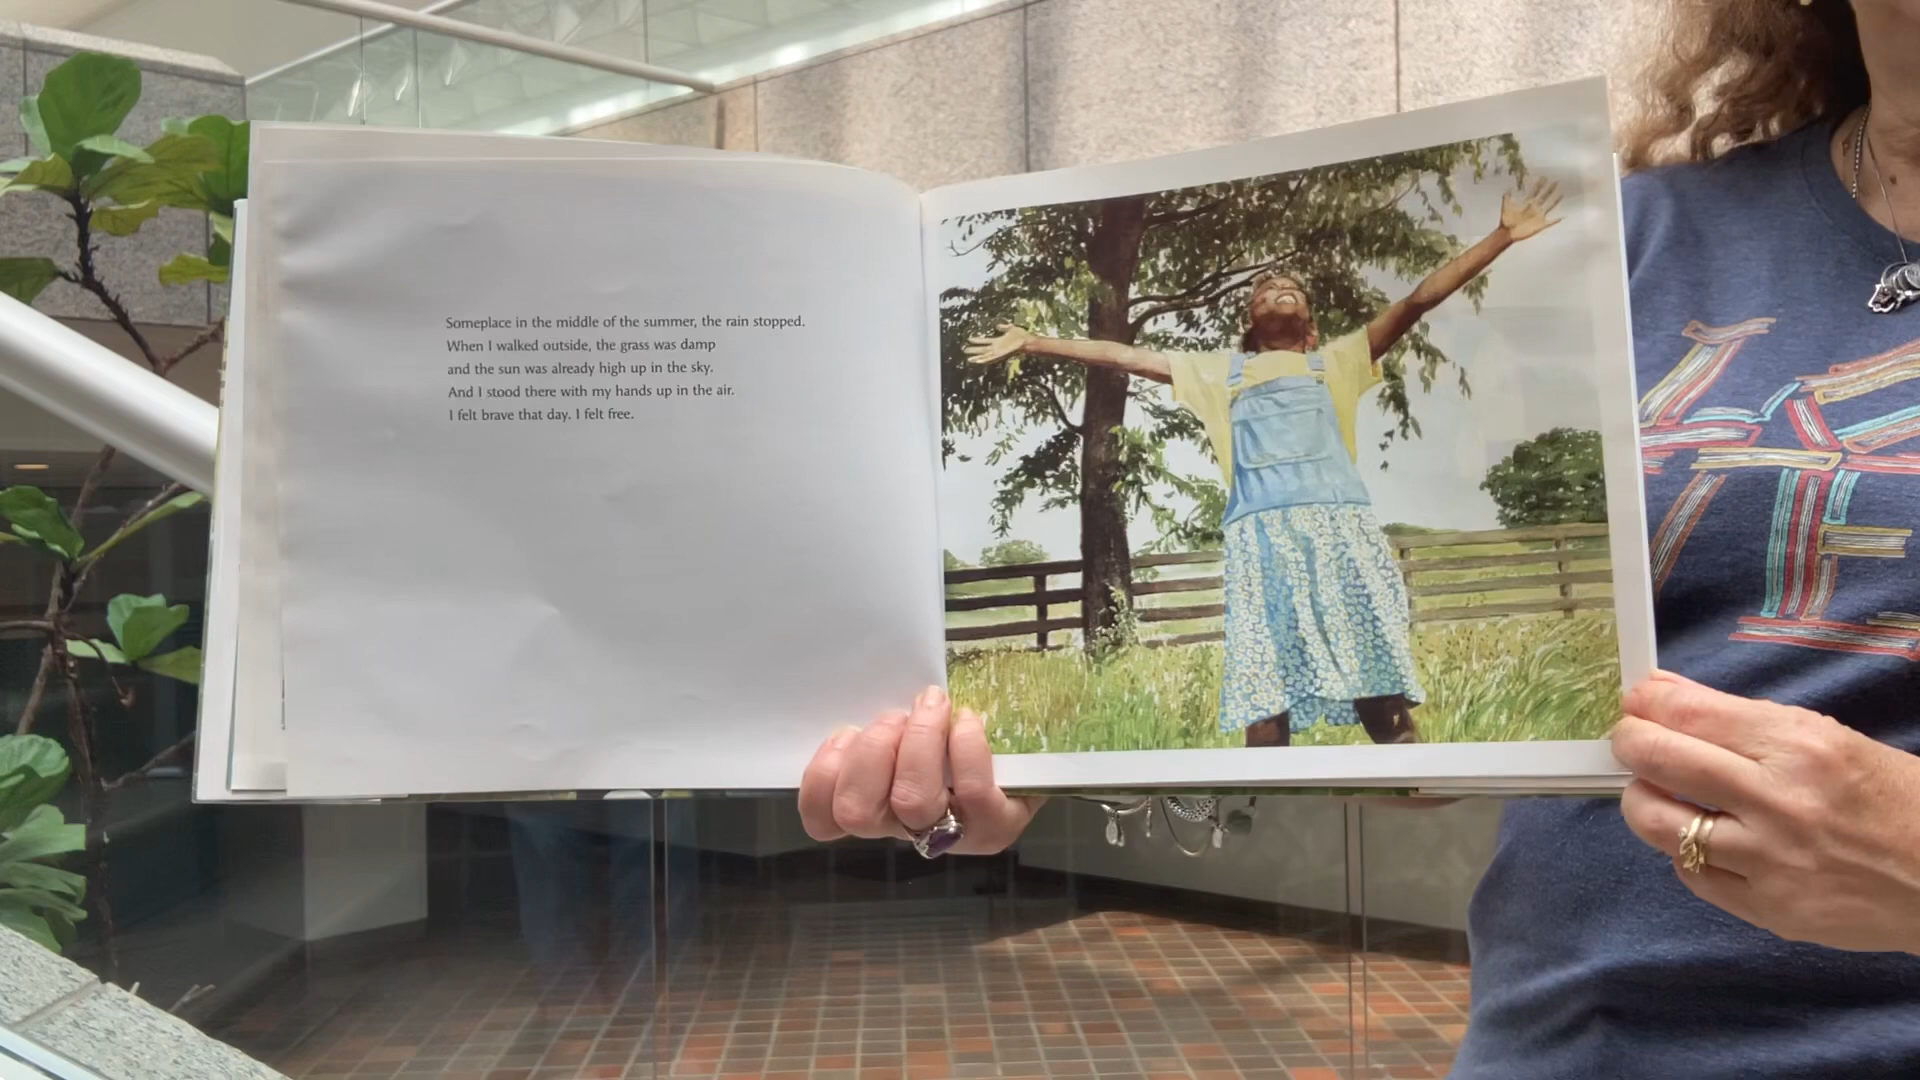 Someplace in the middle of the summer, the rain stopped.
When I walked outside, the grass was damp
and the sun was already high up in the sky.
And I stood there with my hands up in the air.
I felt brave that day. I felt free.